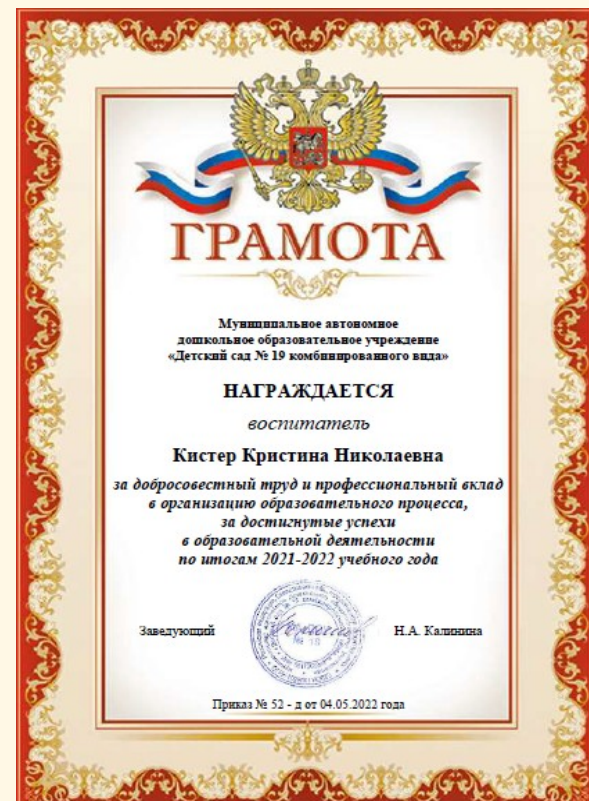 ГРАМОТА
Муниципальное автономное
дошкольное образовательное учреждение
«Детский сад № 19 комбинированного вида»
НАГРАЖДАЕТСЯ
воспитатель
Кистер Кристина Николаевна
за добросовестный труд и профессиональный вклад
в организацию образовательного процесса,
за достигнутые успехи
в образовательной деятельности
по итогам 2021-2022 учебного года
Заведующий Н.А. Калинина
Приказ № 52 - д от 04.05.2022 года